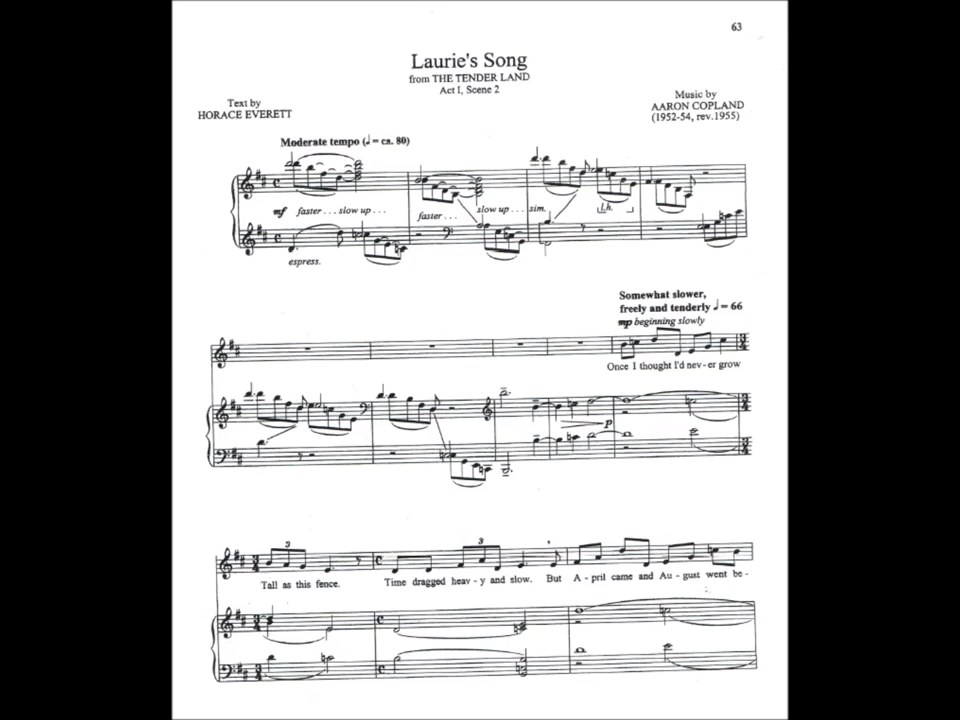 63
Laurie's Song
from THE TENDER LAND
Act I, Scene 2
Text by
HORACE EVERETT
Music by
AARON COPLAND
(1952-54, rev.1955)
Moderate tempo (♩ = ca. 80)
mf faster . . . slow up . . . faster . . . slow up . . . sim. l.h.
espress.
Somewhat slower,
freely and tenderly ♩ = 66
mp beginning slowly
Once I thought I'd nev - er grow
p
3 3
Tall as this fence. Time dragged heav - y and slow. But A - pril came and Au - gust went be -